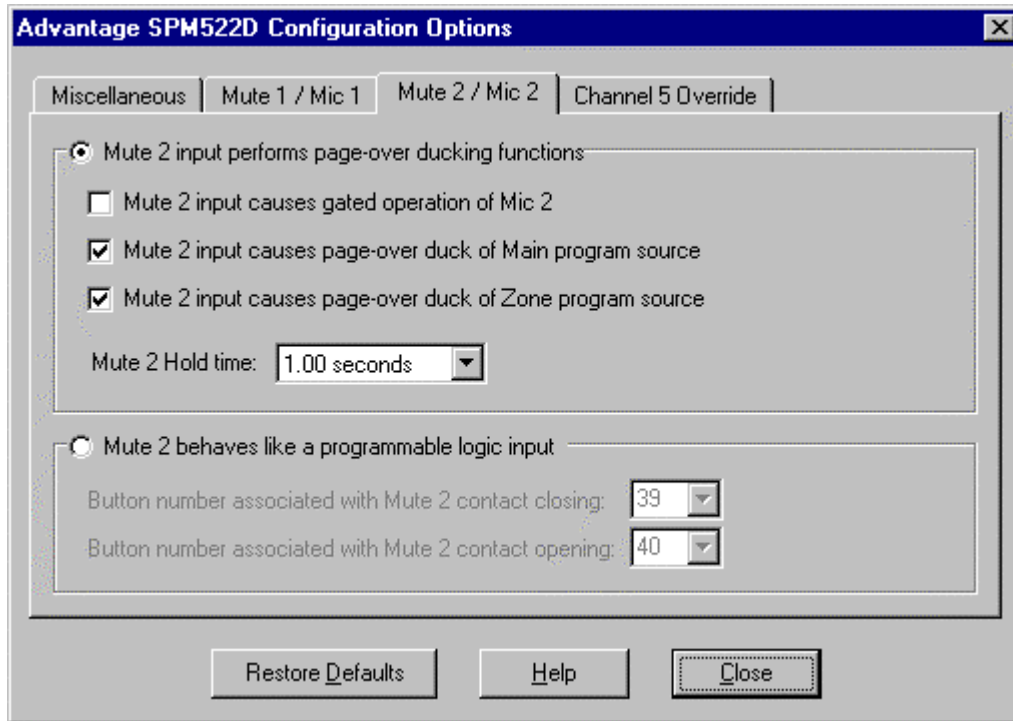 Advantage SPM522D Configuration Options
Miscellaneous
Mute 1 / Mic 1
Mute 2 / Mic 2
Channel 5 Override
Mute 2 input performs page-over ducking functions
Mute 2 input causes gated operation of Mic 2
Mute 2 input causes page-over duck of Main program source
Mute 2 input causes page-over duck of Zone program source
Mute 2 Hold time: 1.00 seconds
Mute 2 behaves like a programmable logic input
Button number associated with Mute 2 contact closing: 39
Button number associated with Mute 2 contact opening: 40
Restore Defaults
Help
Close